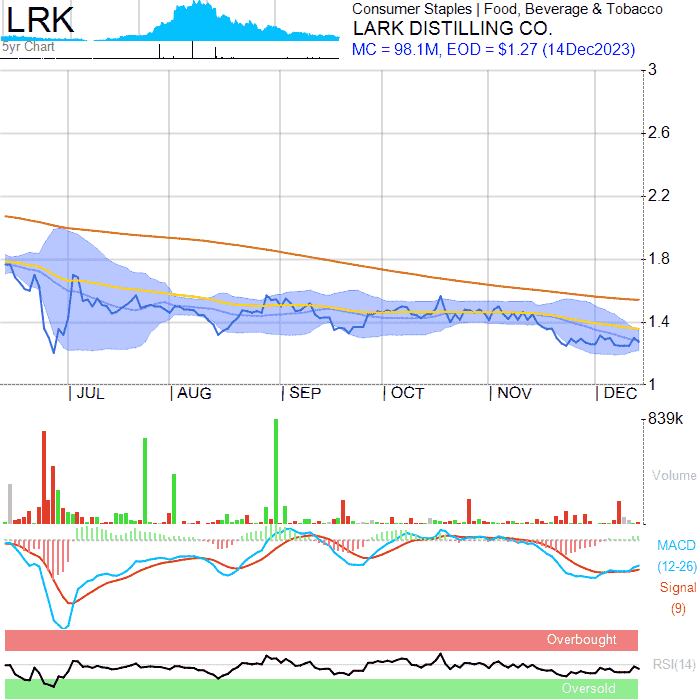 LRK
5yr Chart
Consumer Staples | Food, Beverage & Tobacco
LARK DISTILLING CO.
MC = 98.1M, EOD = $1.27 (14Dec2023)
3
2.6
2.2
1.8
1.4
1
JUL AUG SEP OCT NOV DEC
839k
Volume
MACD
(12-26)
Signal
(9)
Overbought
RSI(14)
Oversold